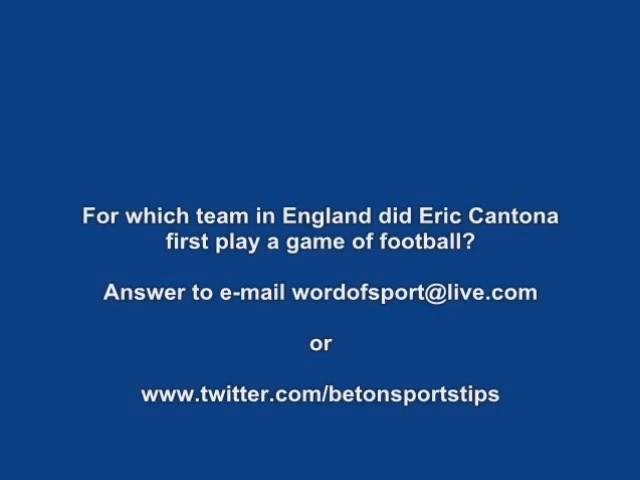 For which team in England did Eric Cantona
first play a game of football?
Answer to e-mail wordofsport@live.com
or
www.twitter.com/betonsportstips